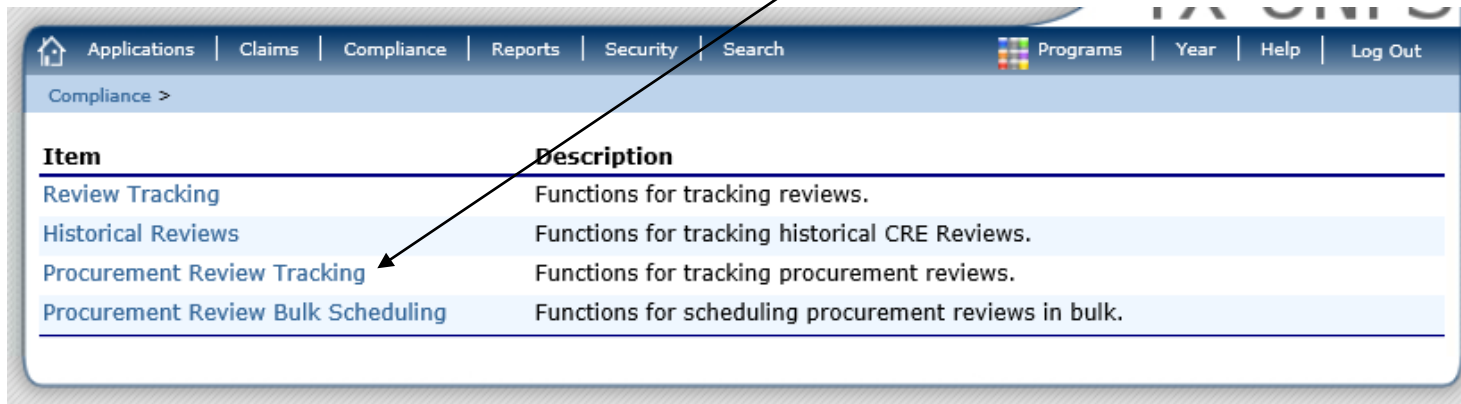 Applications | Claims | Compliance | Reports | Security | Search Programs | Year | Help | Log Out
Compliance >
Item Description
Review Tracking Functions for tracking reviews.
Historical Reviews Functions for tracking historical CRE Reviews.
Procurement Review Tracking Functions for tracking procurement reviews.
Procurement Review Bulk Scheduling Functions for scheduling procurement reviews in bulk.